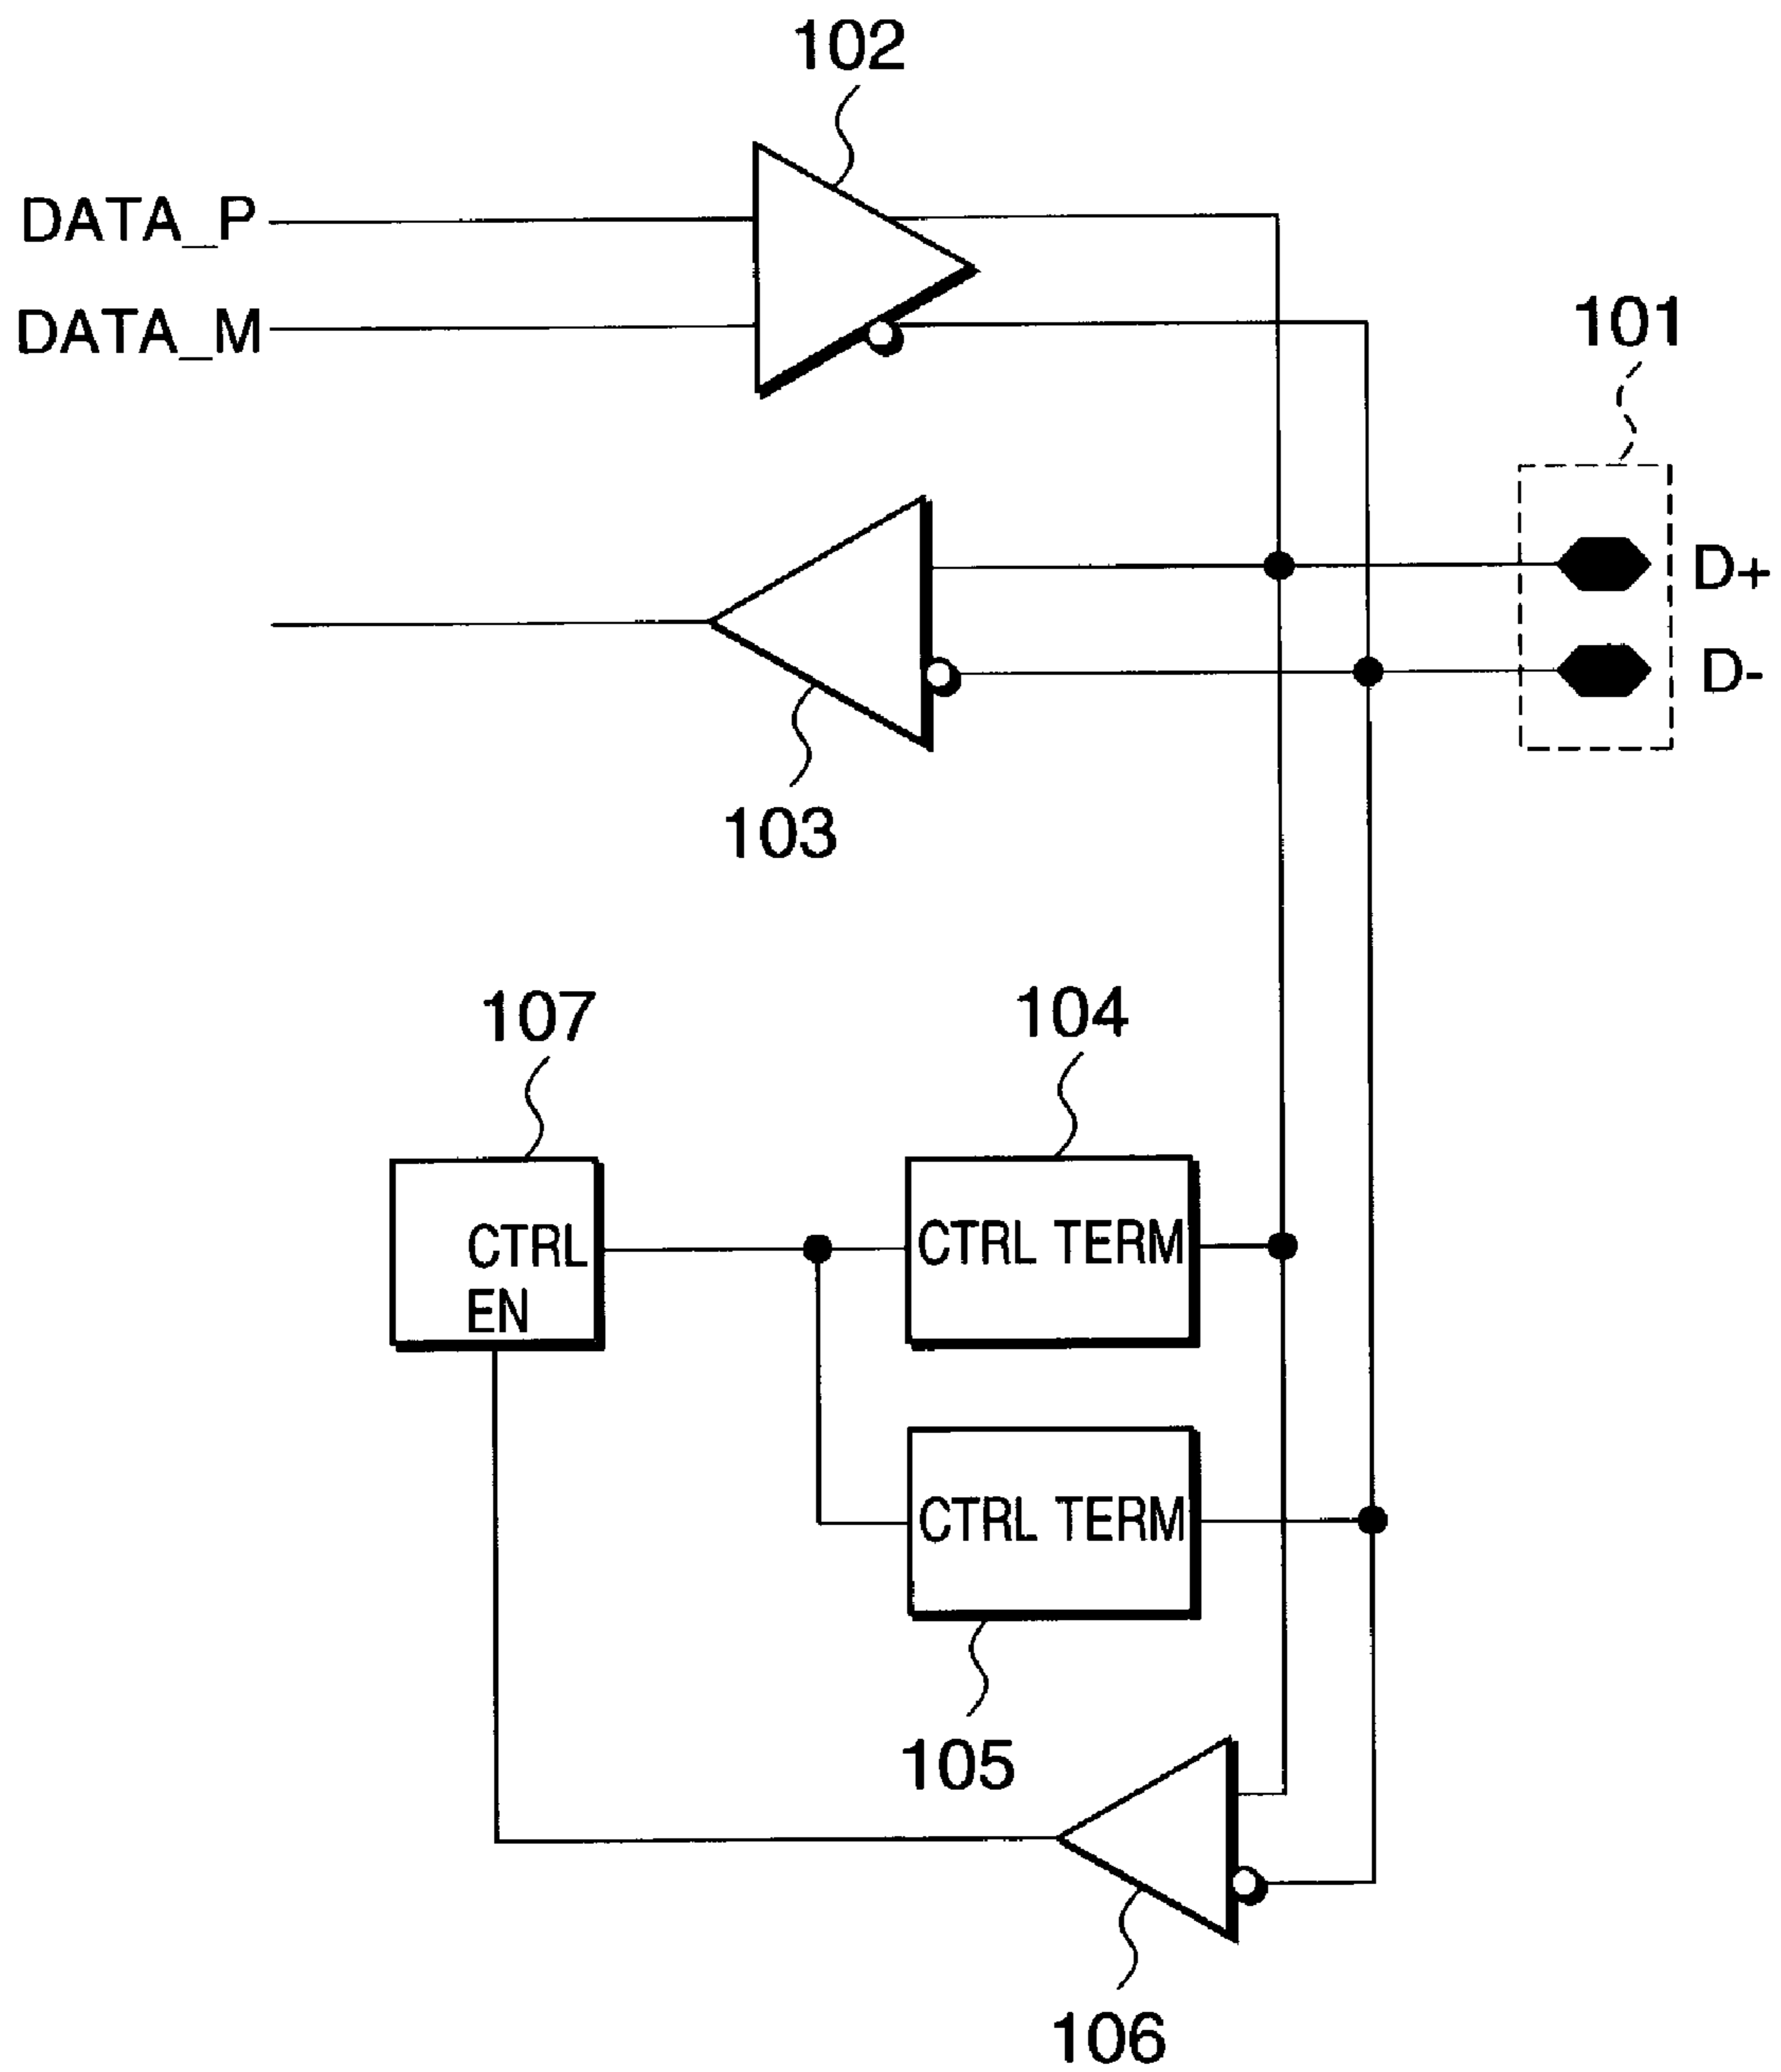 102
DATA_P
DATA_M
101
D+
D-
103
107
104
CTRL
EN
CTRL TERM
CTRL TERM
105
106